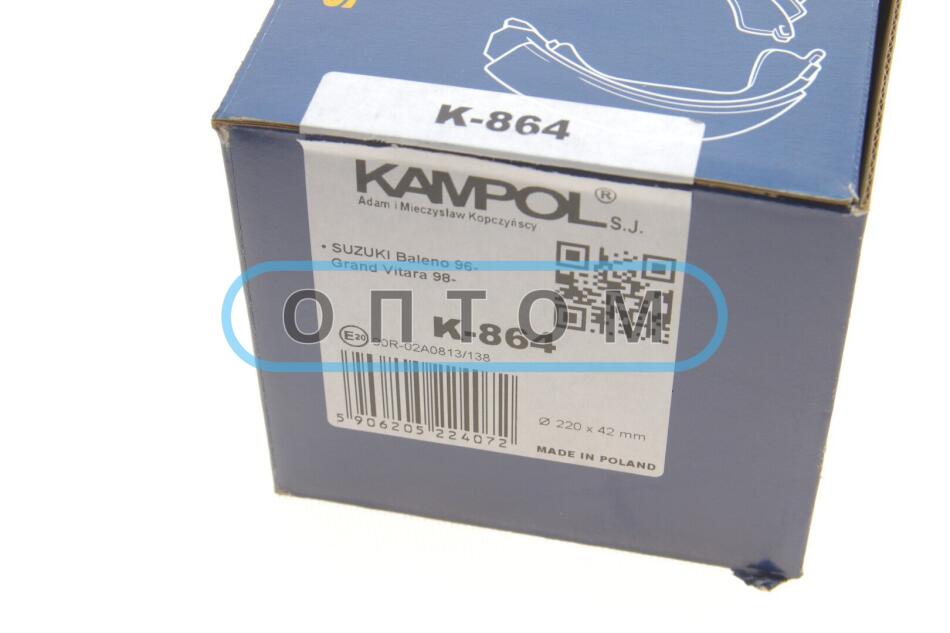 K-864
KAMPOL® S.J.
Adam i Mieczysław Kopczyńscy
• SUZUKI Baleno 96-
Grand Vitara 98-
ОПТОМ
K-864
E20 90R-02A0813/138
5 906205 224072
Ø 220 x 42 mm
MADE IN POLAND